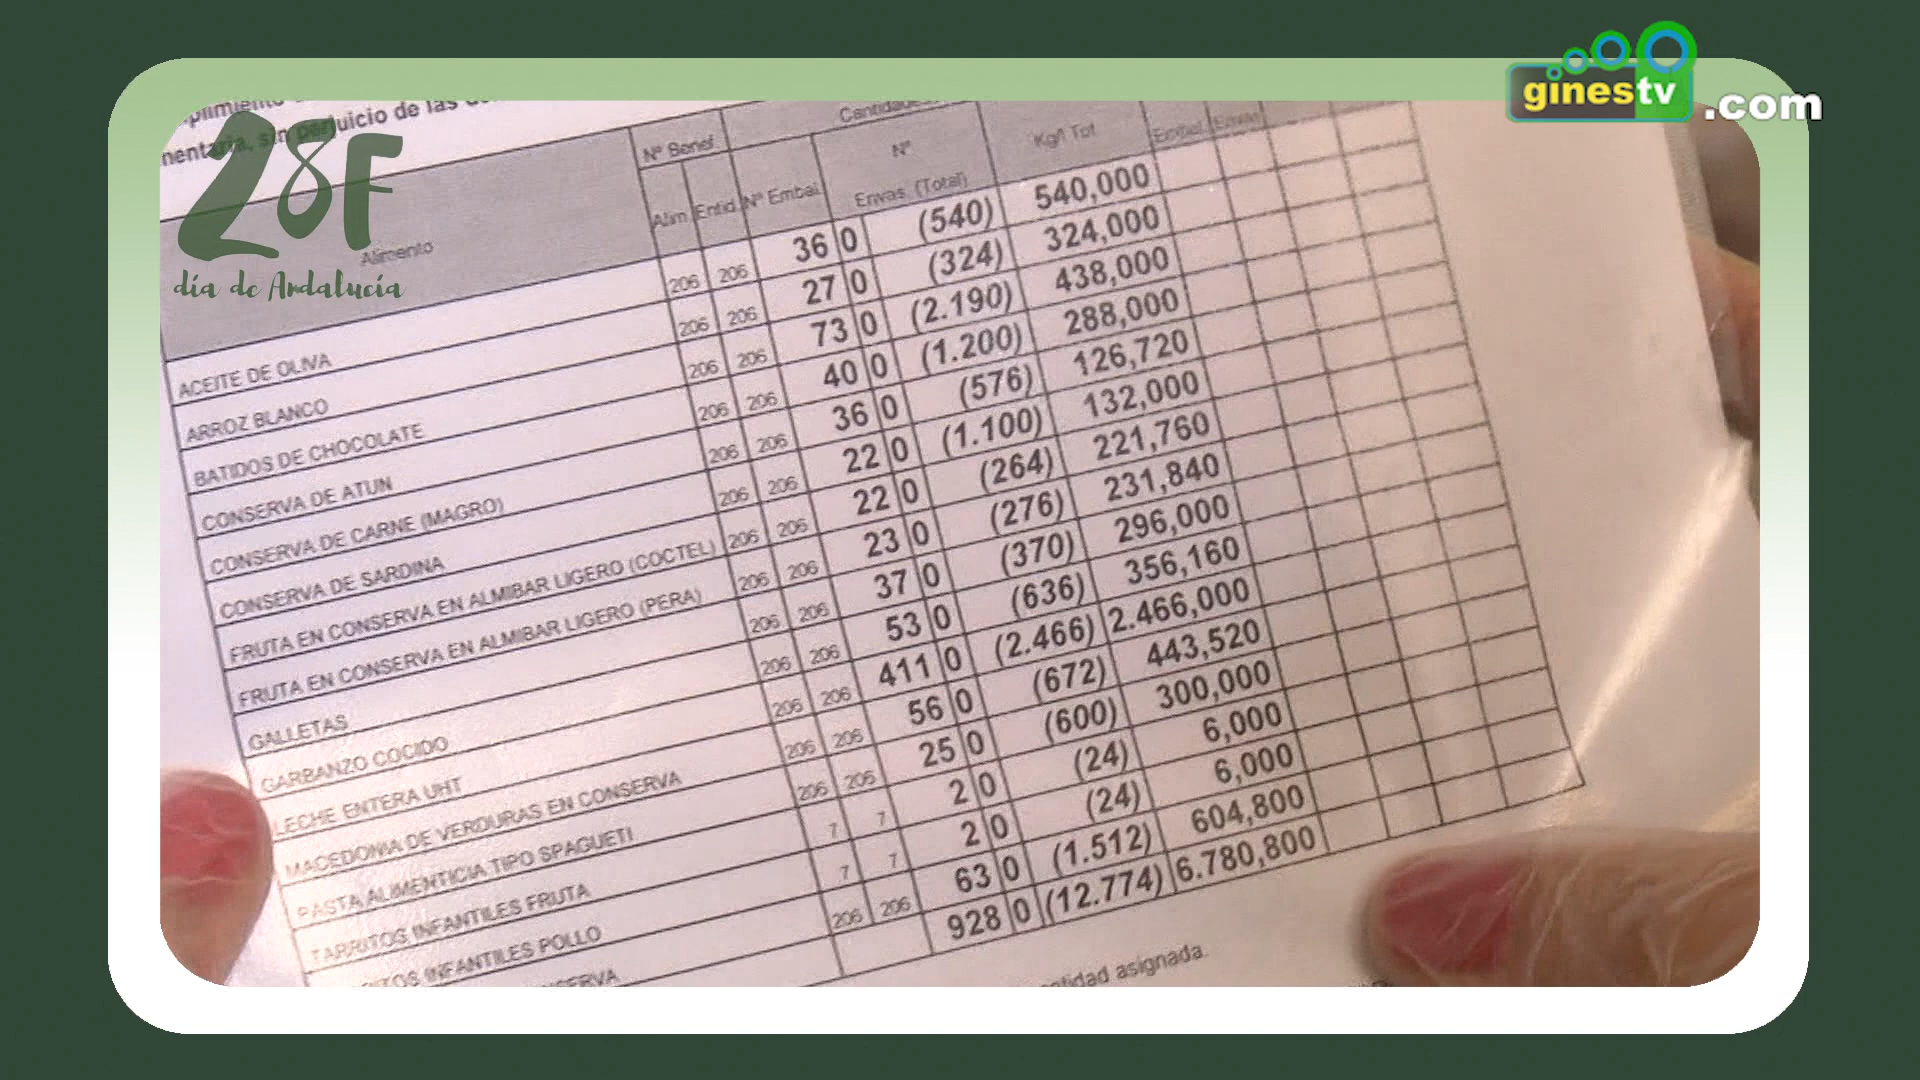 ginestv.com
28F
día de Andalucía
juicio de las
Cantidades
Alimento Nº Benef. Nº Embal. Nº Kg/l Tot Embal. Envas.
Alim. Entid. Envas. (Total)
ACEITE DE OLIVA 206 206 36 0 (540) 540,000
ARROZ BLANCO 206 206 27 0 (324) 324,000
BATIDOS DE CHOCOLATE 206 206 73 0 (2.190) 438,000
CONSERVA DE ATUN 206 206 40 0 (1.200) 288,000
CONSERVA DE CARNE (MAGRO) 206 206 36 0 (576) 126,720
CONSERVA DE SARDINA 206 206 22 0 (1.100) 132,000
FRUTA EN CONSERVA EN ALMIBAR LIGERO (COCTEL) 206 206 22 0 (264) 221,760
FRUTA EN CONSERVA EN ALMIBAR LIGERO (PERA) 206 206 23 0 (276) 231,840
GALLETAS 206 206 37 0 (370) 296,000
GARBANZO COCIDO 206 206 53 0 (636) 356,160
LECHE ENTERA UHT 206 206 411 0 (2.466) 2.466,000
MACEDONIA DE VERDURAS EN CONSERVA 206 206 56 0 (672) 443,520
PASTA ALIMENTICIA TIPO SPAGUETI 206 206 25 0 (600) 300,000
TARRITOS INFANTILES FRUTA 7 7 2 0 (24) 6,000
INFANTILES POLLO 7 7 2 0 (24) 6,000
206 206 63 0 (1.512) 604,800
928 0 (12.774) 6.780,800
asignada.